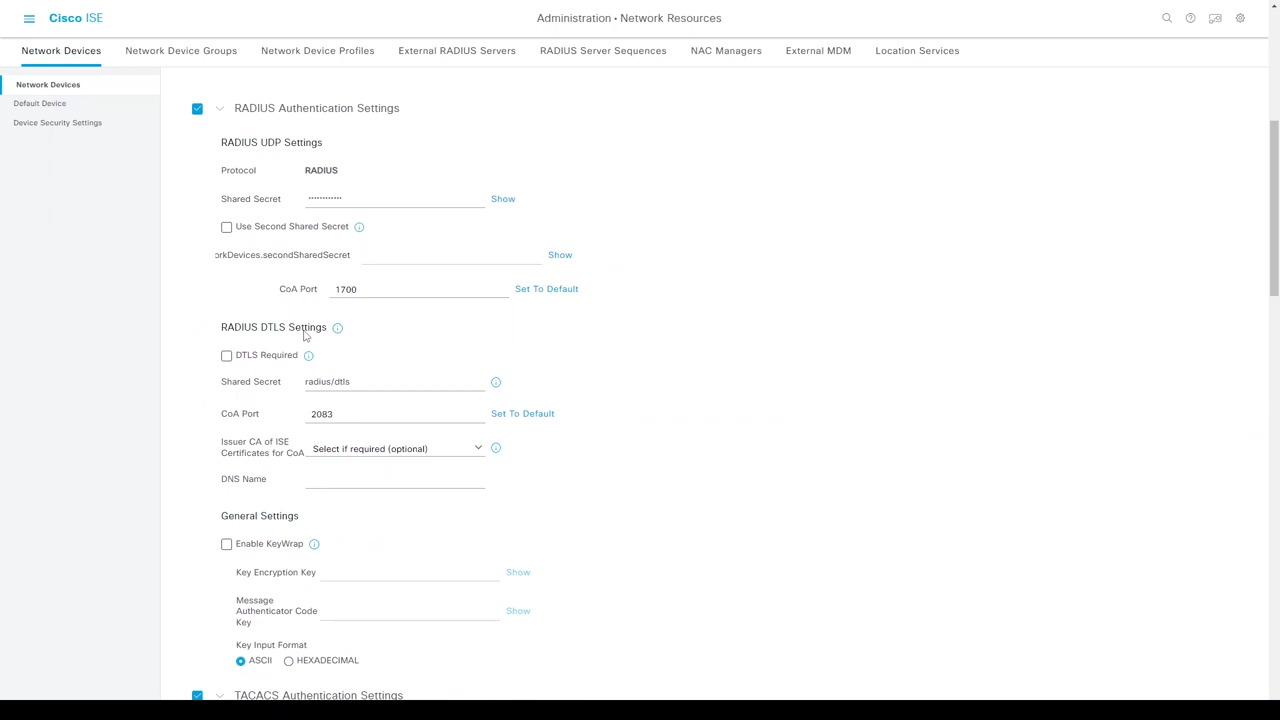 Cisco ISE
Administration • Network Resources
Network Devices
Network Device Groups
Network Device Profiles
External RADIUS Servers
RADIUS Server Sequences
NAC Managers
External MDM
Location Services
Network Devices
Default Device
Device Security Settings
RADIUS Authentication Settings
RADIUS UDP Settings
Protocol RADIUS
Shared Secret ············ Show
Use Second Shared Secret
orkDevices.secondSharedSecret Show
CoA Port 1700 Set To Default
RADIUS DTLS Settings
DTLS Required
Shared Secret radius/dtls
CoA Port 2083 Set To Default
Issuer CA of ISE
Certificates for CoA Select if required (optional)
DNS Name
General Settings
Enable KeyWrap
Key Encryption Key Show
Message
Authenticator Code Show
Key
Key Input Format
ASCII HEXADECIMAL
TACACS Authentication Settings